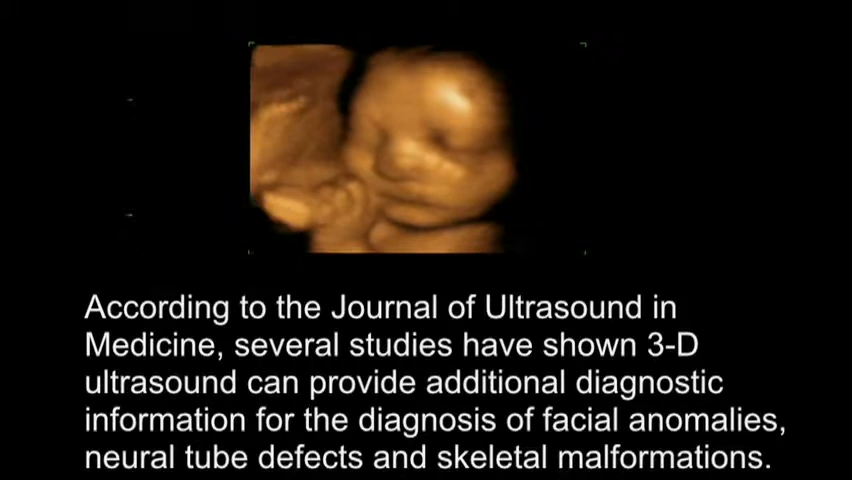 According to the Journal of Ultrasound in
Medicine, several studies have shown 3-D
ultrasound can provide additional diagnostic
information for the diagnosis of facial anomalies,
neural tube defects and skeletal malformations.